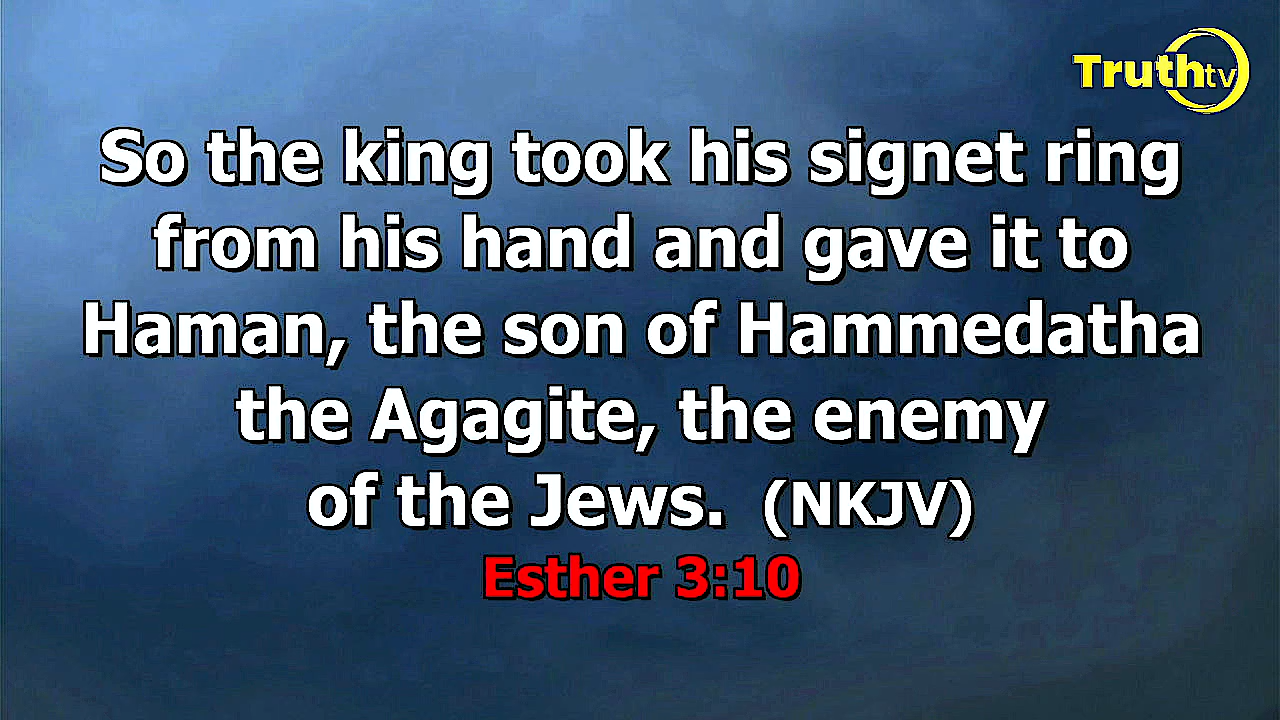 Truthtv
So the king took his signet ring
from his hand and gave it to
Haman, the son of Hammedatha
the Agagite, the enemy
of the Jews.  (NKJV)
Esther 3:10